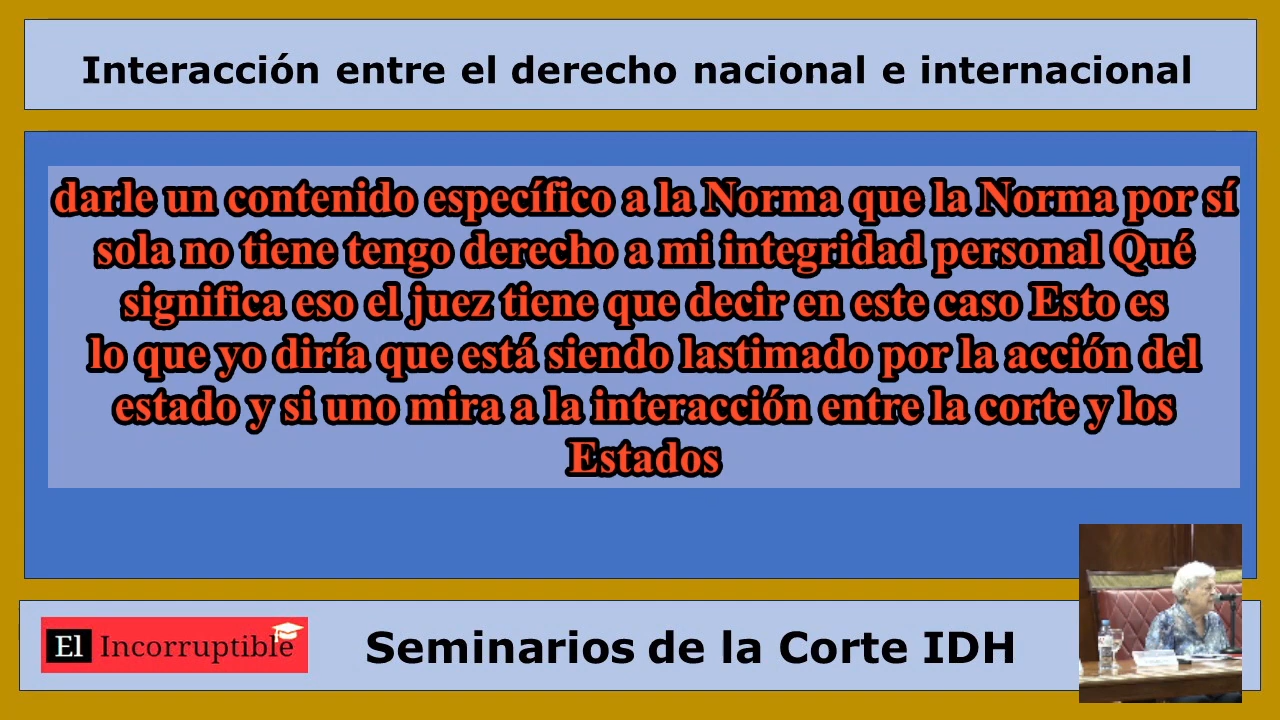 Interacción entre el derecho nacional e internacional
darle un contenido específico a la Norma que la Norma por sí
sola no tiene tengo derecho a mi integridad personal Qué
significa eso el juez tiene que decir en este caso Esto es
lo que yo diría que está siendo lastimado por la acción del
estado y si uno mira a la interacción entre la corte y los
Estados
El Incorruptible
Seminarios de la Corte IDH